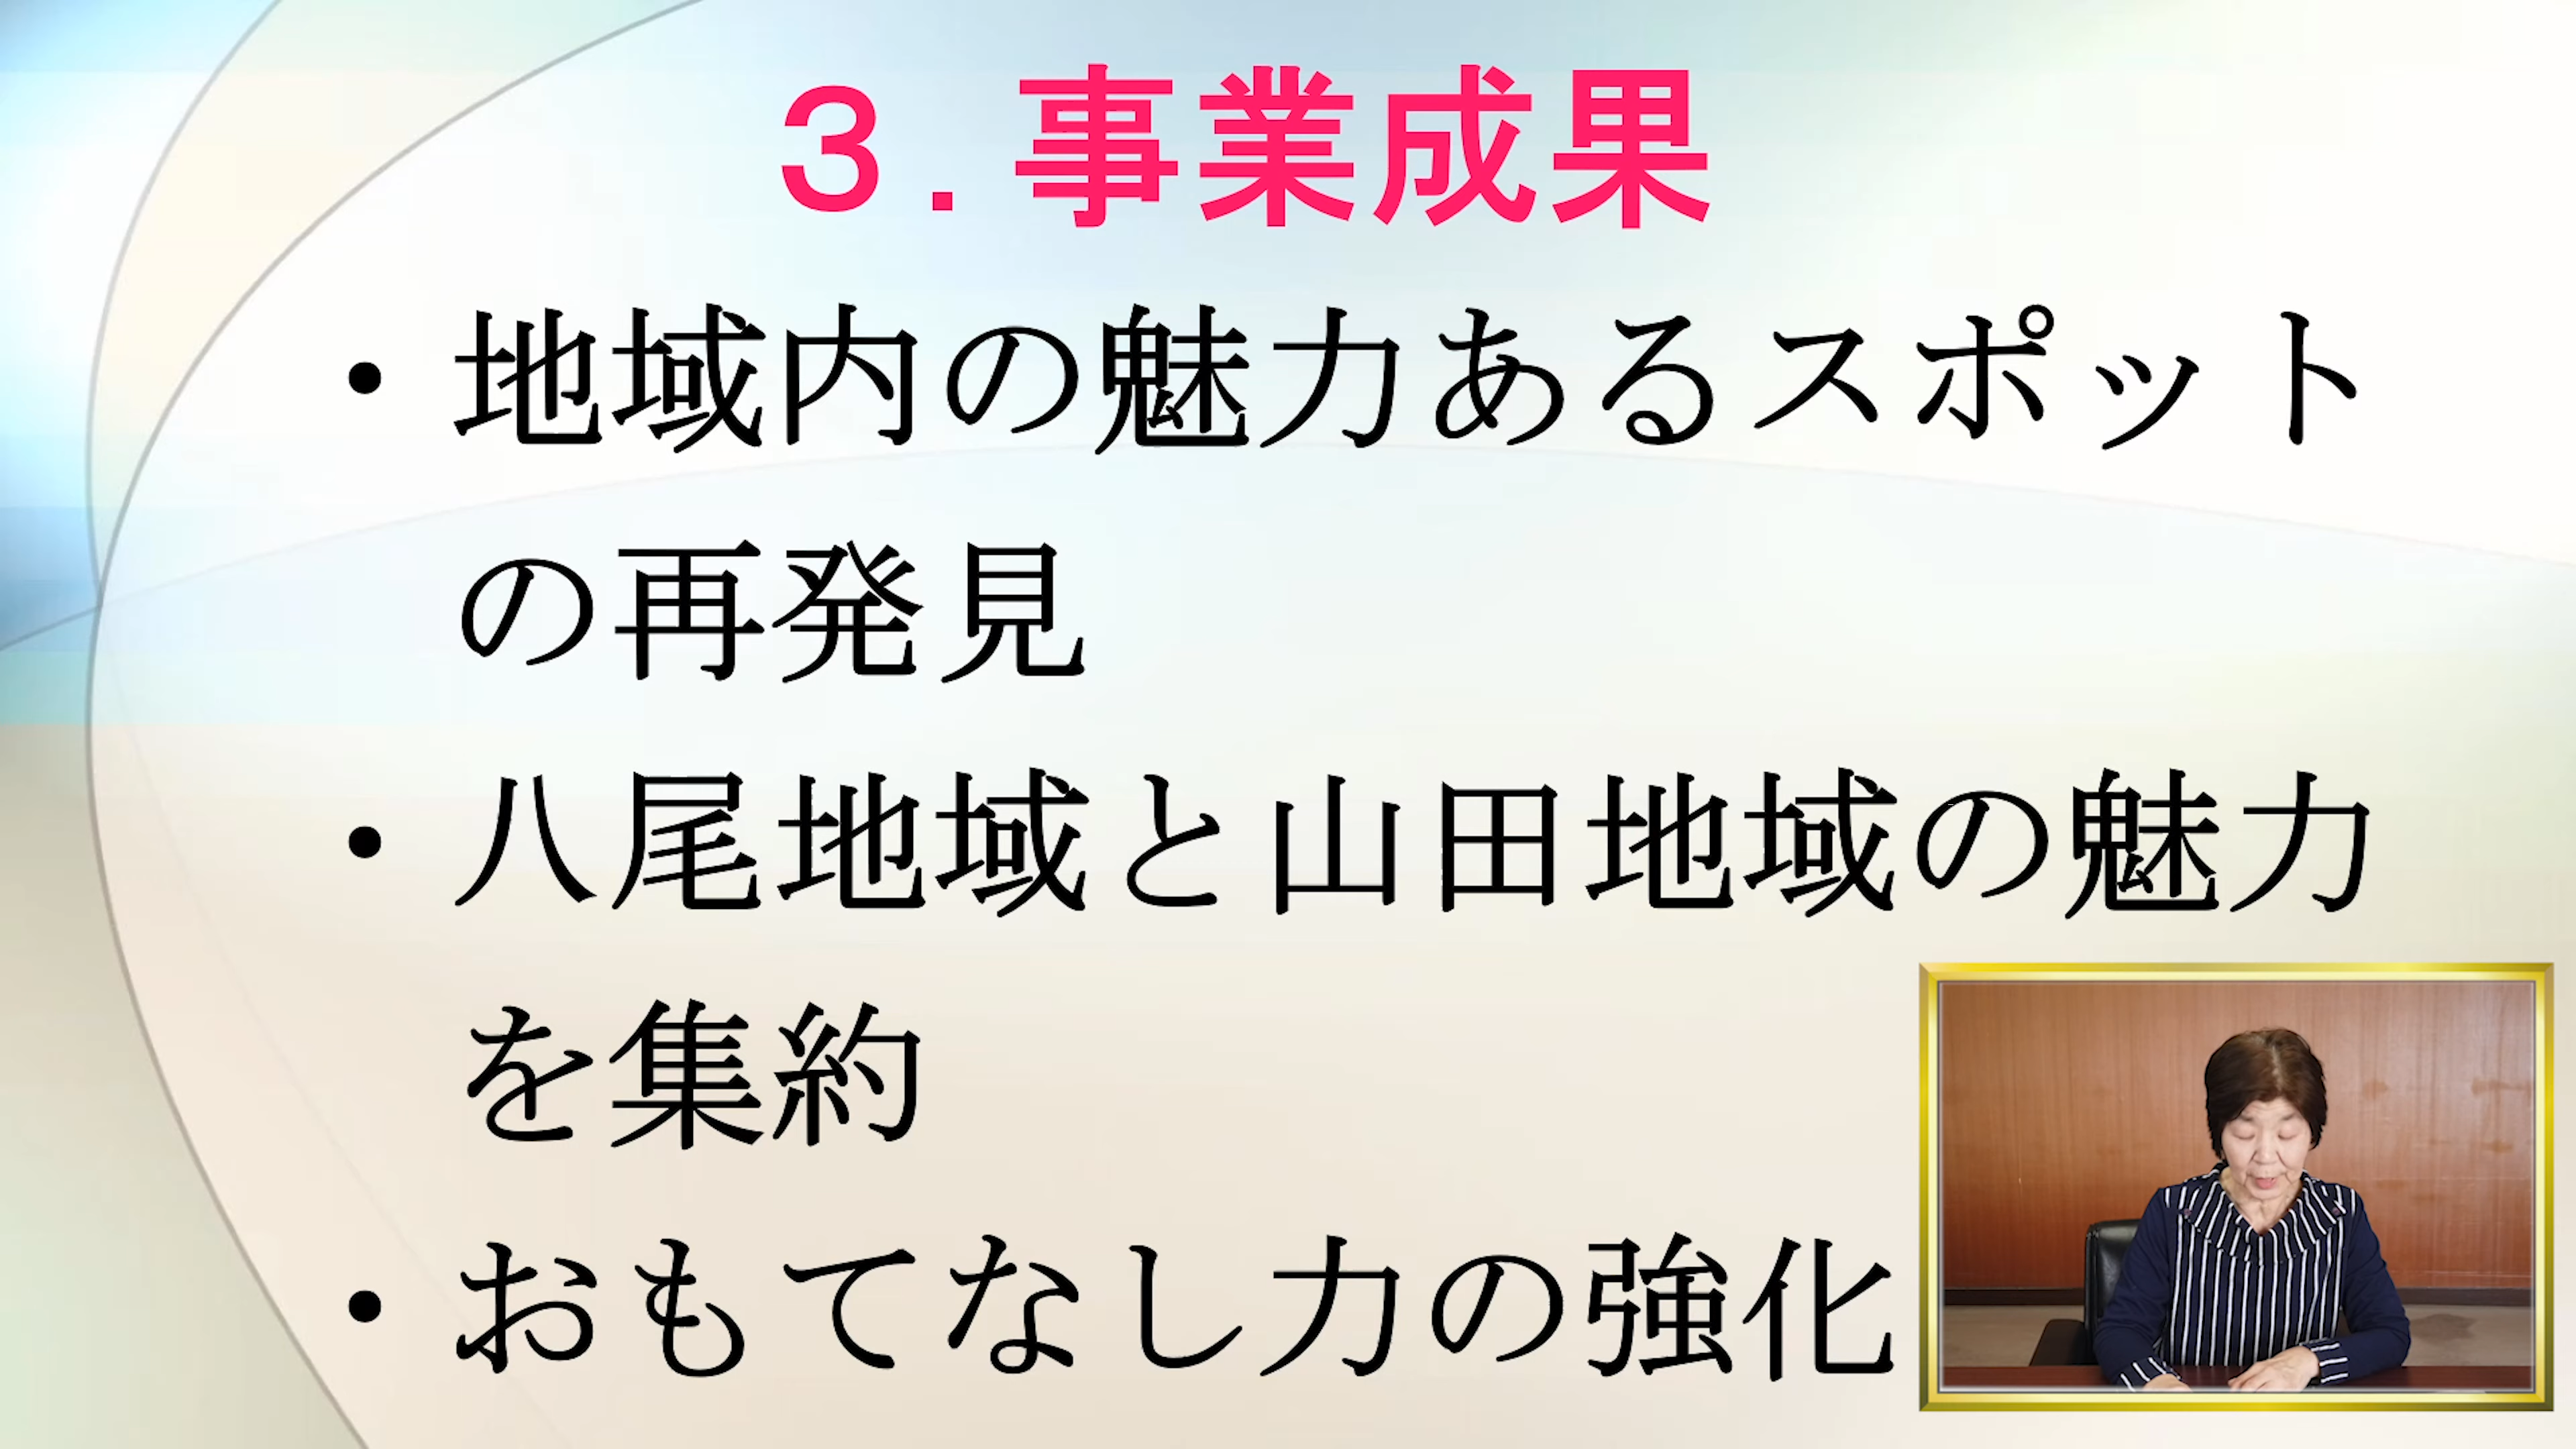 ３．事業成果
・地域内の魅力あるスポット
の再発見
・八尾地域と山田地域の魅力
を集約
・おもてなし力の強化